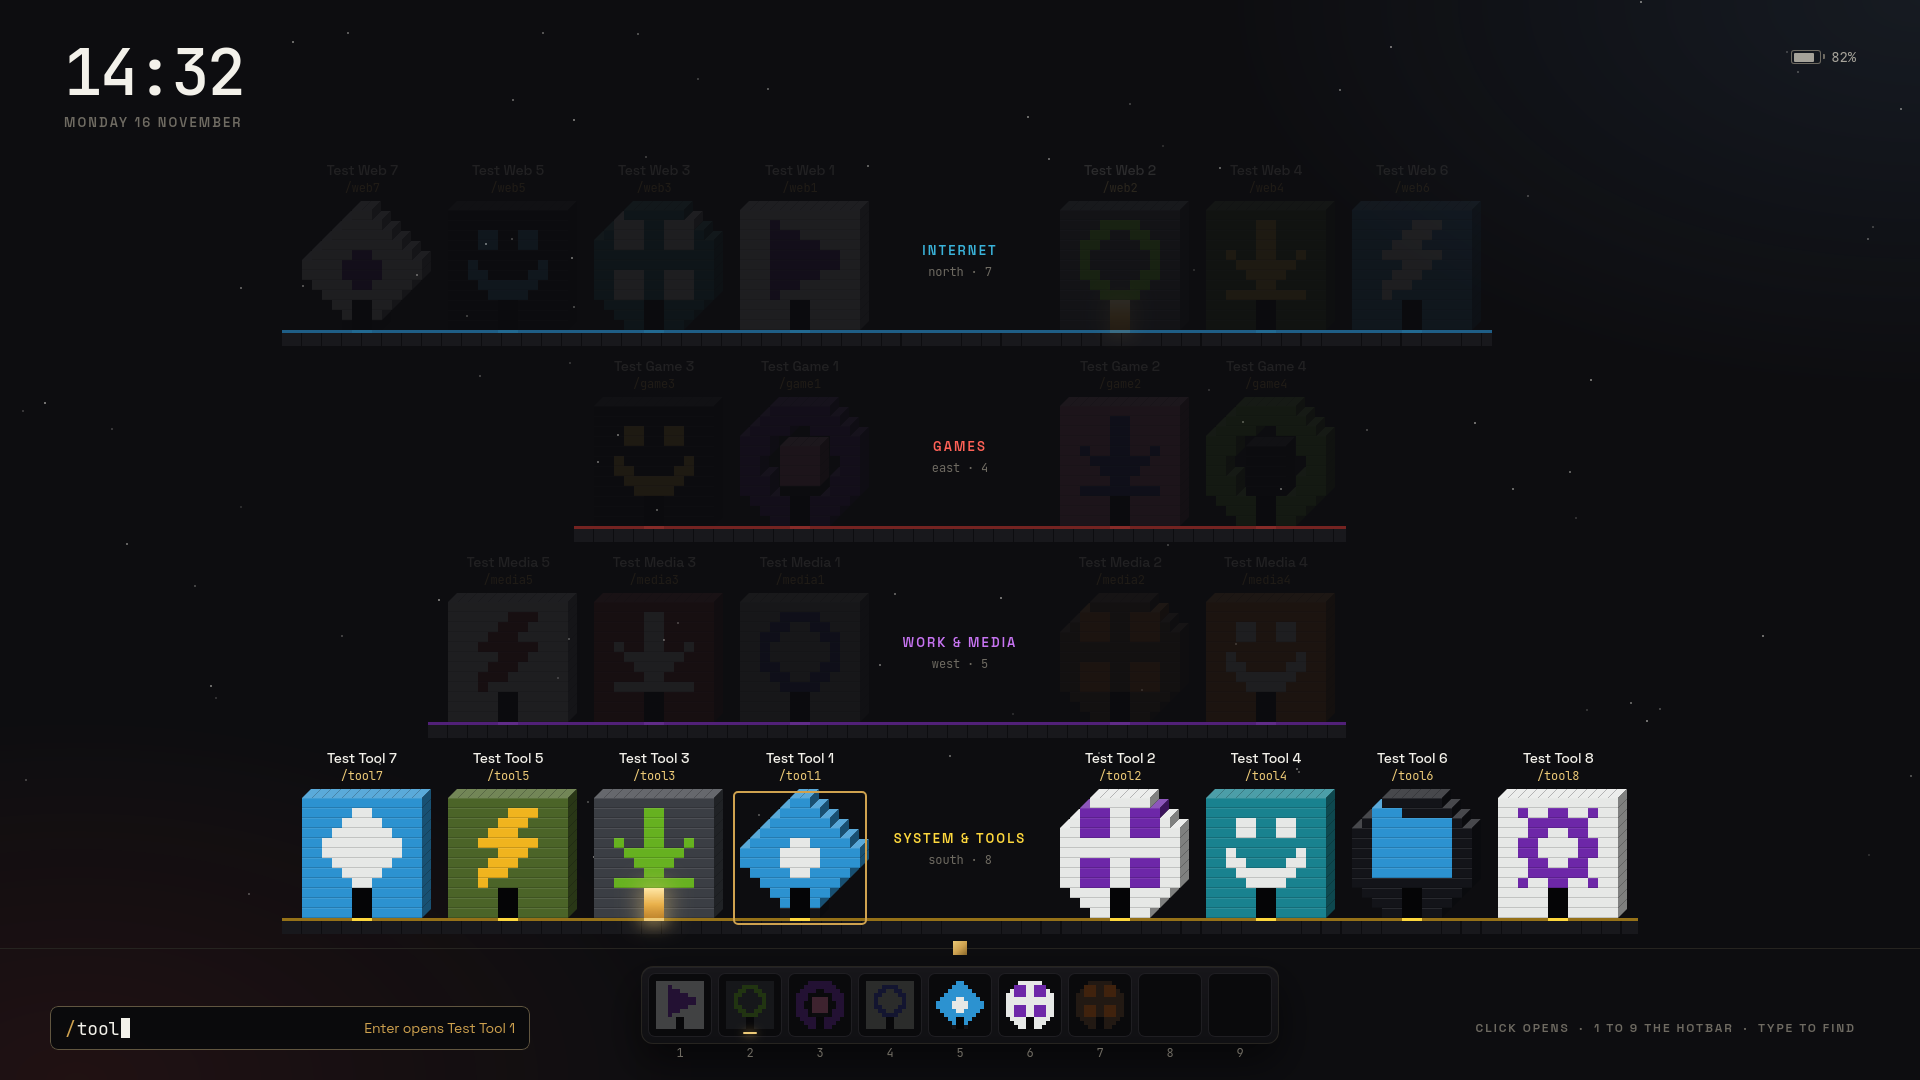 14:32
MONDAY 16 NOVEMBER
82%
Test Web 7
/web7
Test Web 5
/web5
Test Web 3
/web3
Test Web 1
/web1
INTERNET
north · 7
Test Web 2
/web2
Test Web 4
/web4
Test Web 6
/web6
Test Game 3
/game3
Test Game 1
/game1
GAMES
east · 4
Test Game 2
/game2
Test Game 4
/game4
Test Media 5
/media5
Test Media 3
/media3
Test Media 1
/media1
WORK & MEDIA
west · 5
Test Media 2
/media2
Test Media 4
/media4
Test Tool 7
/tool7
Test Tool 5
/tool5
Test Tool 3
/tool3
Test Tool 1
/tool1
SYSTEM & TOOLS
south · 8
Test Tool 2
/tool2
Test Tool 4
/tool4
Test Tool 6
/tool6
Test Tool 8
/tool8
/tool
Enter opens Test Tool 1
1 2 3 4 5 6 7 8 9
CLICK OPENS · 1 TO 9 THE HOTBAR · TYPE TO FIND